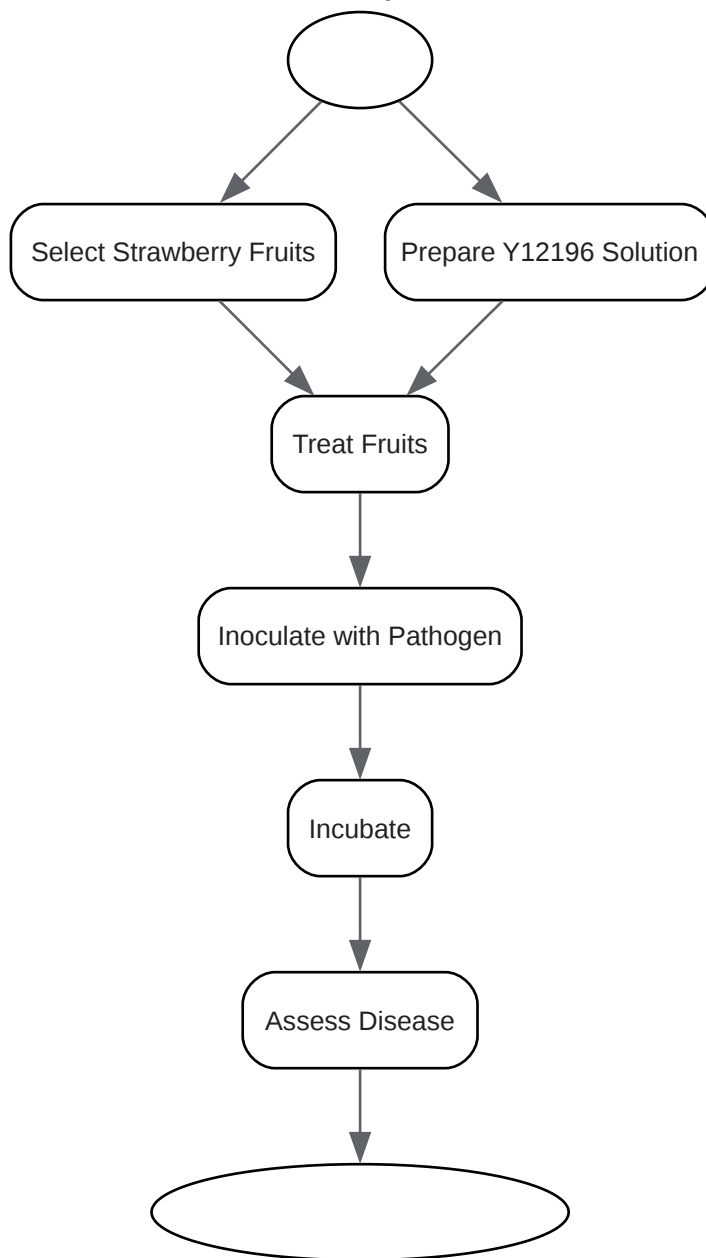 Select Strawberry Fruits
Prepare Y12196 Solution
Treat Fruits
Inoculate with Pathogen
Incubate
Assess Disease